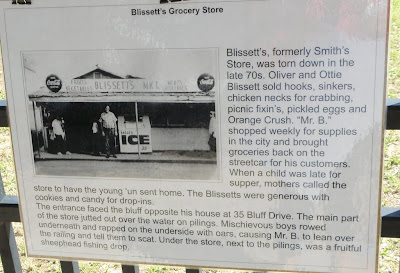 Blissett's Grocery Store
BLISSETTS MKT.
ICE
Blissett's, formerly Smith's
Store, was torn down in the
late 70s. Oliver and Ottie
Blissett sold hooks, sinkers,
chicken necks for crabbing,
picnic fixin's, pickled eggs and
Orange Crush. "Mr. B."
shopped weekly for supplies
in the city and brought
groceries back on the
streetcar for his customers.
When a child was late for
supper, mothers called the
store to have the young 'un sent home. The Blissetts were generous with
cookies and candy for drop-ins.
The entrance faced the bluff opposite his house at 35 Bluff Drive. The main part
of the store jutted out over the water on pilings. Mischievous boys rowed
underneath and rapped on the underside with oars, causing Mr. B. to lean over
the railing and tell them to scat. Under the store, next to the pilings, was a fruitful
sheephead fishing drop.